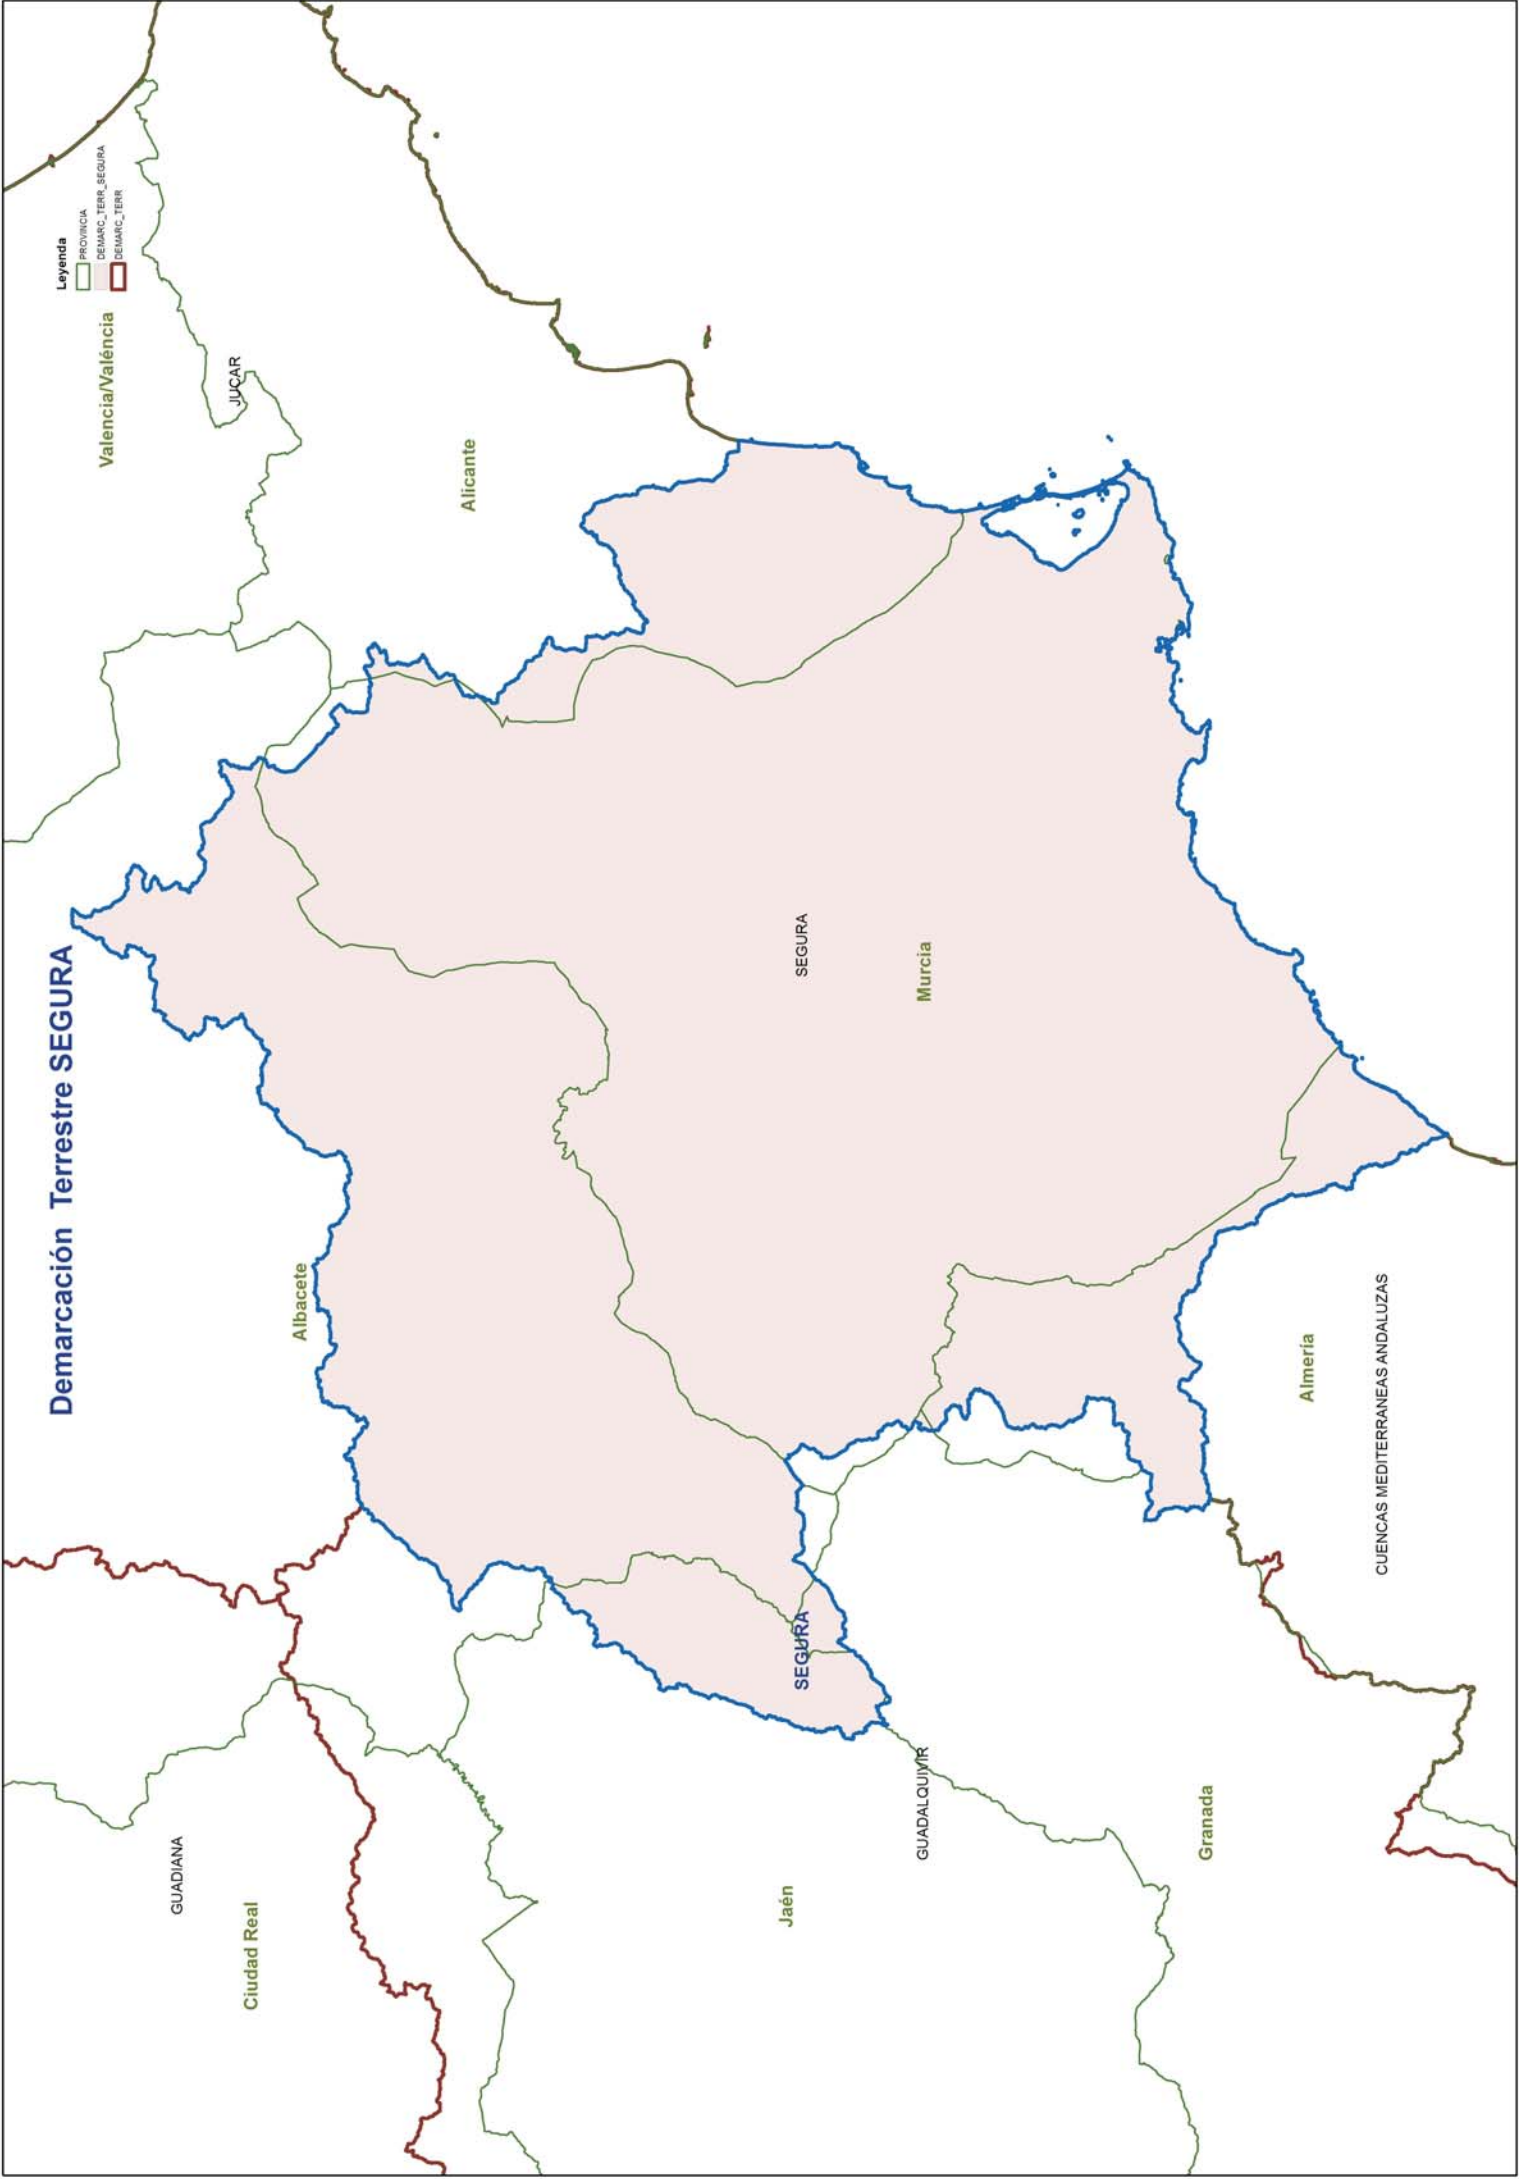 Demarcación Terrestre SEGURA
Leyenda
PROVINCIA
DEMARC_TERR_SEGURA
DEMARC_TERR
Valencia/Valéncia
JUCAR
Alicante
Albacete
GUADIANA
Ciudad Real
SEGURA
Murcia
SEGURA
Jaén
GUADALQUIVIR
Granada
Almería
CUENCAS MEDITERRANEAS ANDALUZAS